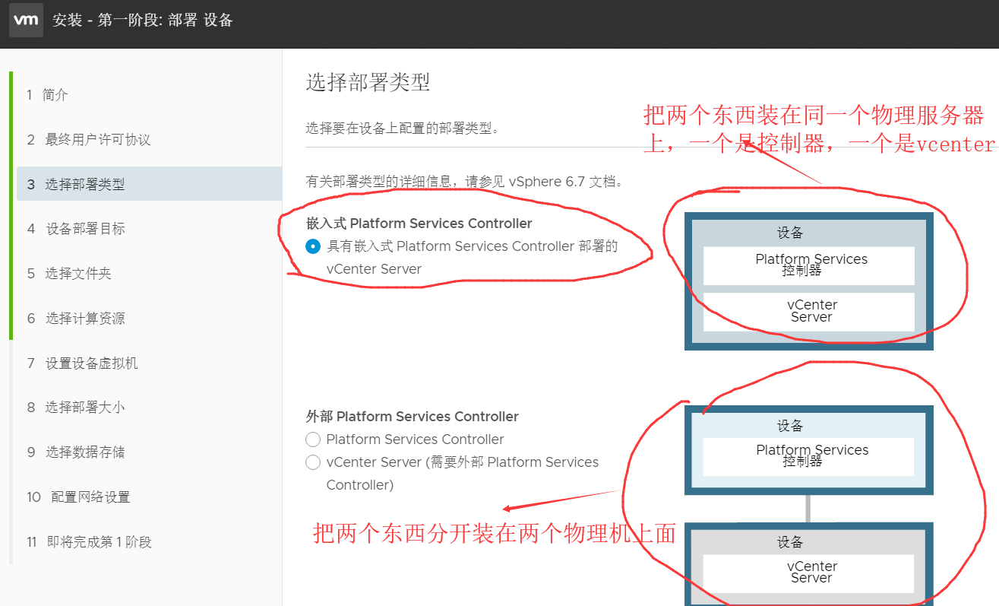 vm 安装 - 第一阶段: 部署 设备
1 简介
2 最终用户许可协议
3 选择部署类型
4 设备部署目标
5 选择文件夹
6 选择计算资源
7 设置设备虚拟机
8 选择部署大小
9 选择数据存储
10 配置网络设置
11 即将完成第 1 阶段
选择部署类型
选择要在设备上配置的部署类型。
把两个东西装在同一个物理服务器
上，一个是控制器，一个是vcenter
有关部署类型的详细信息，请参见 vSphere 6.7 文档。
嵌入式 Platform Services Controller
具有嵌入式 Platform Services Controller 部署的
vCenter Server
设备
Platform Services
控制器
vCenter
Server
外部 Platform Services Controller
Platform Services Controller
vCenter Server (需要外部 Platform Services
Controller)
把两个东西分开装在两个物理机上面
设备
Platform Services
控制器
设备
vCenter
Server